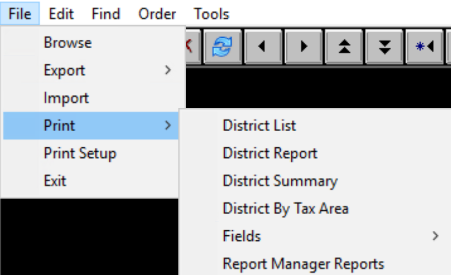 File Edit Find Order Tools
Browse
Export
Import
Print
Print Setup
Exit
District List
District Report
District Summary
District By Tax Area
Fields
Report Manager Reports